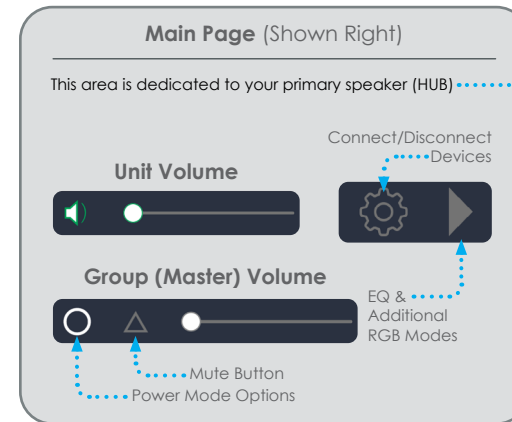 Main Page (Shown Right)
This area is dedicated to your primary speaker (HUB)
Connect/Disconnect
Devices
Unit Volume
Group (Master) Volume
EQ &
Additional
RGB Modes
Mute Button
Power Mode Options